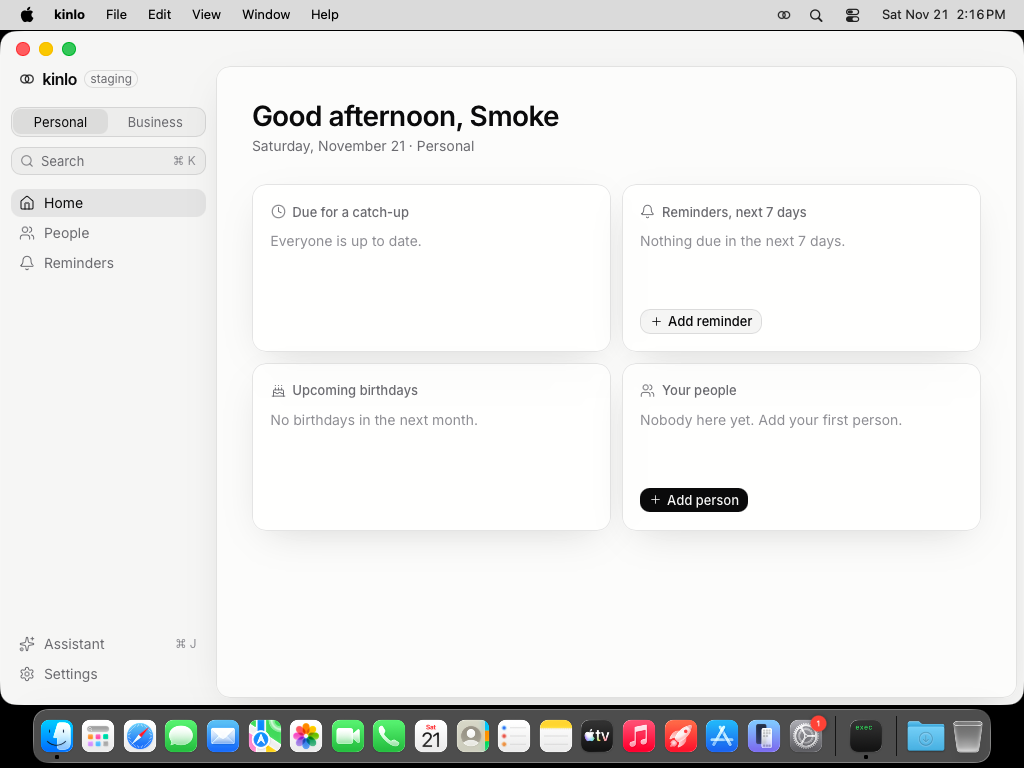 kinlo File Edit View Window Help Sat Nov 21 2:16 PM
kinlo staging
Personal Business
Search ⌘ K
Home
People
Reminders
Good afternoon, Smoke
Saturday, November 21 · Personal
Due for a catch-up
Everyone is up to date.
Reminders, next 7 days
Nothing due in the next 7 days.
+ Add reminder
Upcoming birthdays
No birthdays in the next month.
Your people
Nobody here yet. Add your first person.
+ Add person
Assistant ⌘ J
Settings
Sat
21
tv
1
exec